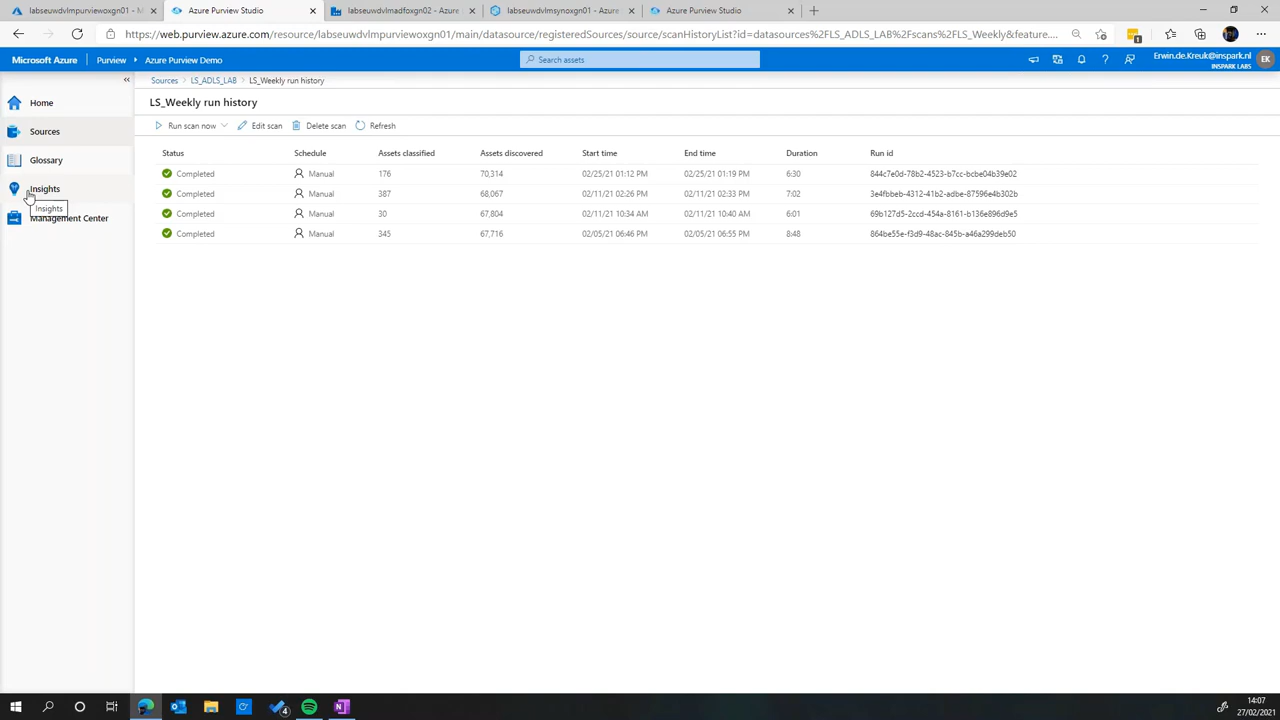 labseuwdvlmpurviewoxgn01 - M
Azure Purview Studio
labseuwdvlmadfoxgn02 - Azure
labseuwdvlmsynoxgn01 - Azure
Azure Purview Studio
https://web.purview.azure.com/resource/labseuwdvlmpurviewoxgn01/main/datasource/registeredSources/source/scanHistoryList?id=datasources%2FLS_ADLS_LAB%2Fscans%2FLS_Weekly&feature....
Microsoft Azure
Purview
Azure Purview Demo
Search assets
Erwin.de.Kreuk@inspark.nl
INSPARK LABS
EK
Sources > LS_ADLS_LAB > LS_Weekly run history
LS_Weekly run history
Run scan now
Edit scan
Delete scan
Refresh
Home
Sources
Glossary
Insights
Insights
Management Center
Status Schedule Assets classified Assets discovered Start time End time Duration Run id
Completed Manual 176 70,314 02/25/21 01:12 PM 02/25/21 01:19 PM 6:30 844c7e0d-78b2-4523-b7cc-bcbe04b39e02
Completed Manual 387 68,067 02/11/21 02:26 PM 02/11/21 02:33 PM 7:02 3e4fbbeb-4312-41b2-adbe-87596e4b302b
Completed Manual 30 67,804 02/11/21 10:34 AM 02/11/21 10:40 AM 6:01 69b127d5-2ccd-454a-8161-b136e896d9e5
Completed Manual 345 67,716 02/05/21 06:46 PM 02/05/21 06:55 PM 8:48 864be55e-f3d9-48ac-845b-a46a299deb50
4
14:07
27/02/2021